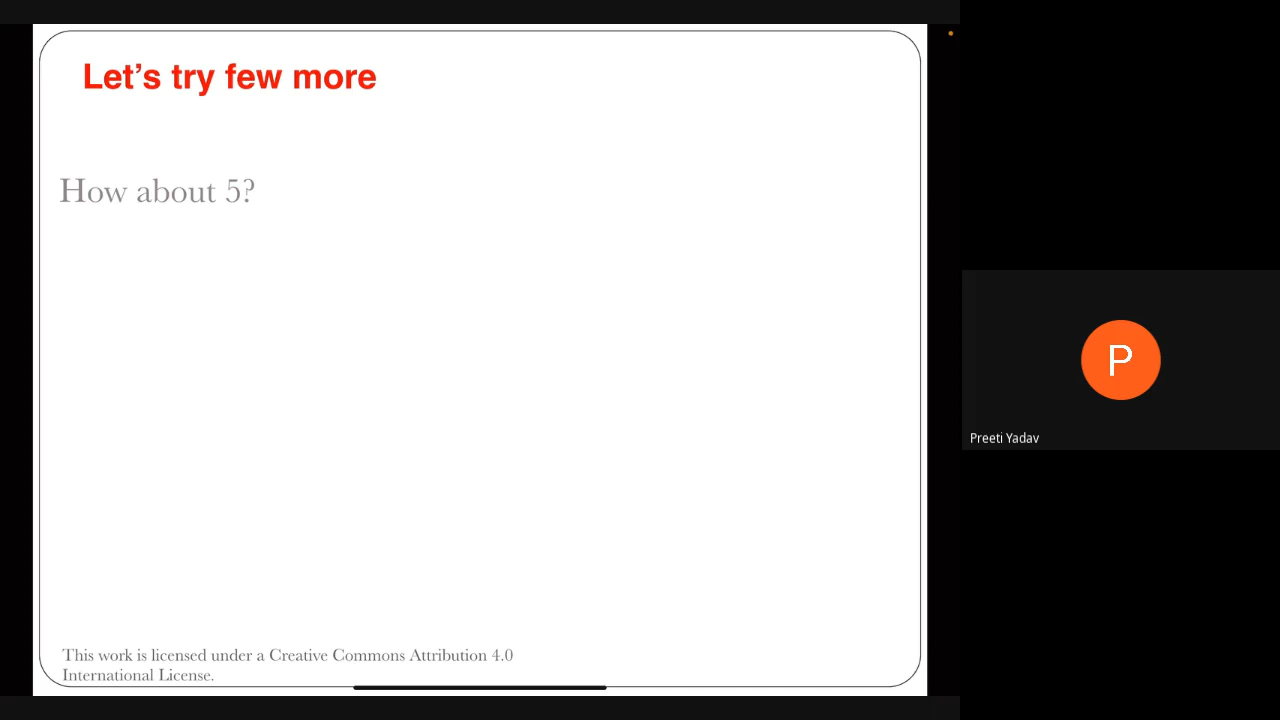 Let’s try few more
How about 5?
This work is licensed under a Creative Commons Attribution 4.0
International License.
P
Preeti Yadav